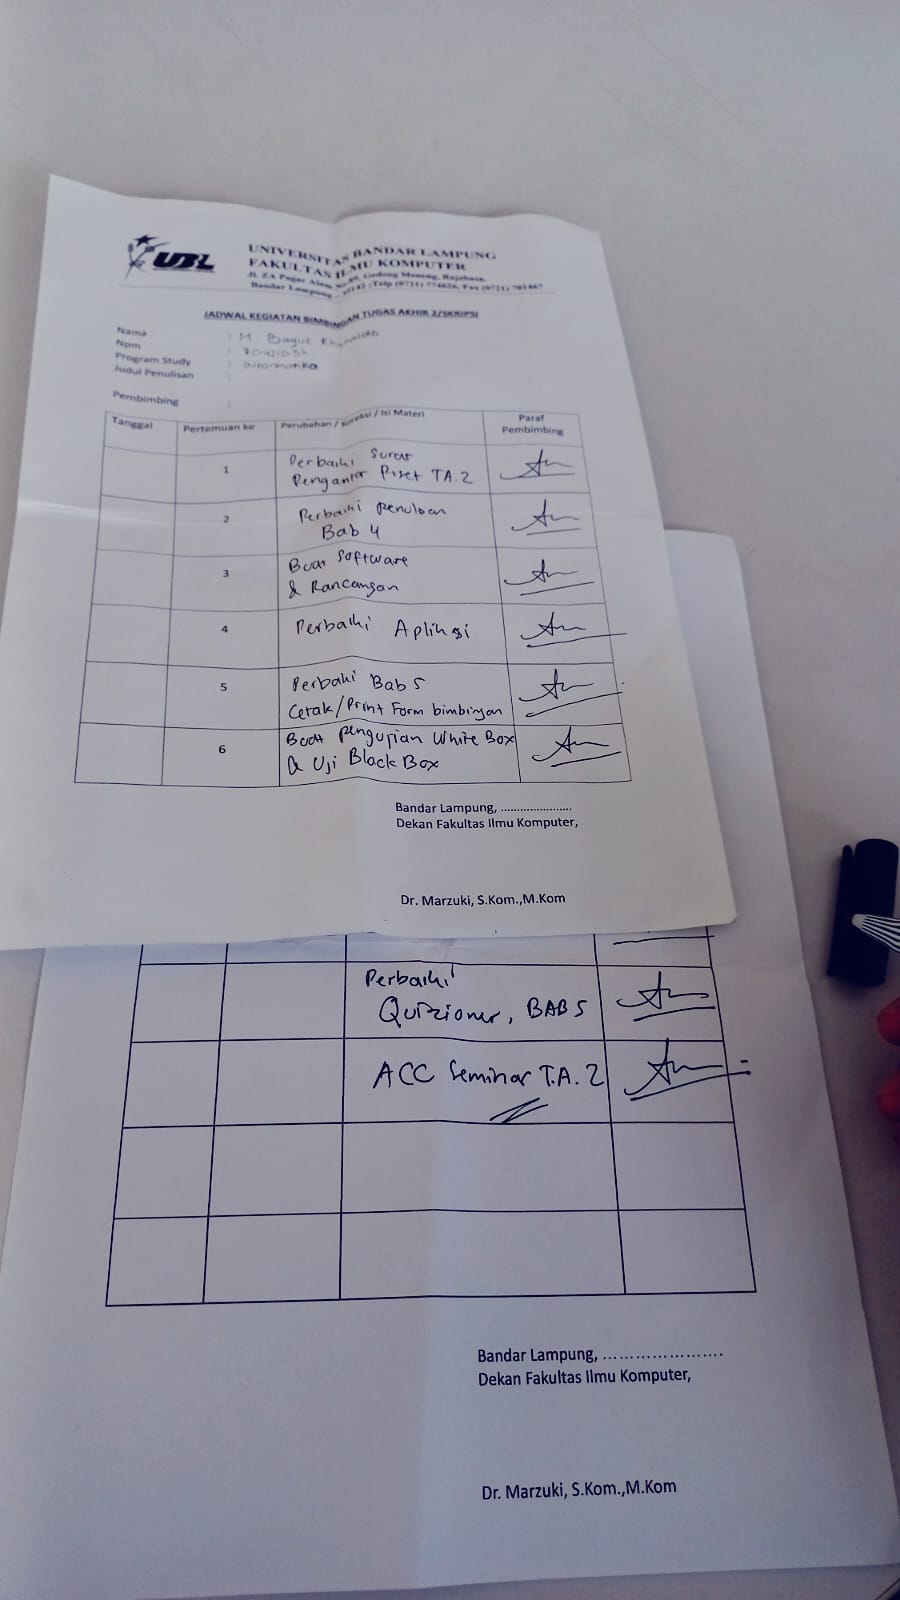 UBL
UNIVERSITAS BANDAR LAMPUNG
FAKULTAS ILMU KOMPUTER
Jl. ZA Pagar Alam No.89, Gedong Meneng, Rajabasa,
Bandar Lampung - 35142 ,Telp (0721) 774626, Fax (0721) 701467
JADWAL KEGIATAN BIMBINGAN TUGAS AKHIR 2/SKRIPSI
Nama : M Bagus
Npm :
Program Study : Informatika
Judul Penulisan :
Pembimbing :
Tanggal Pertemuan ke Perubahan / Koreksi / Isi Materi Paraf
Pembimbing
1 Perbaiki Surat
Pengantar Riset TA.2
2 Perbaiki penulisan
Bab 4
3 Buat Software
& Rancangan
4 Perbaiki Aplikasi
5 Perbaiki Bab 5
Cetak/Print Form bimbingan
6 Buat pengujian White Box
& Uji Black Box
Bandar Lampung, ......................
Dekan Fakultas Ilmu Komputer,
Dr. Marzuki, S.Kom.,M.Kom
Perbaiki
Quizioner, BAB 5
ACC Seminar T.A. 2
Bandar Lampung, ......................
Dekan Fakultas Ilmu Komputer,
Dr. Marzuki, S.Kom.,M.Kom